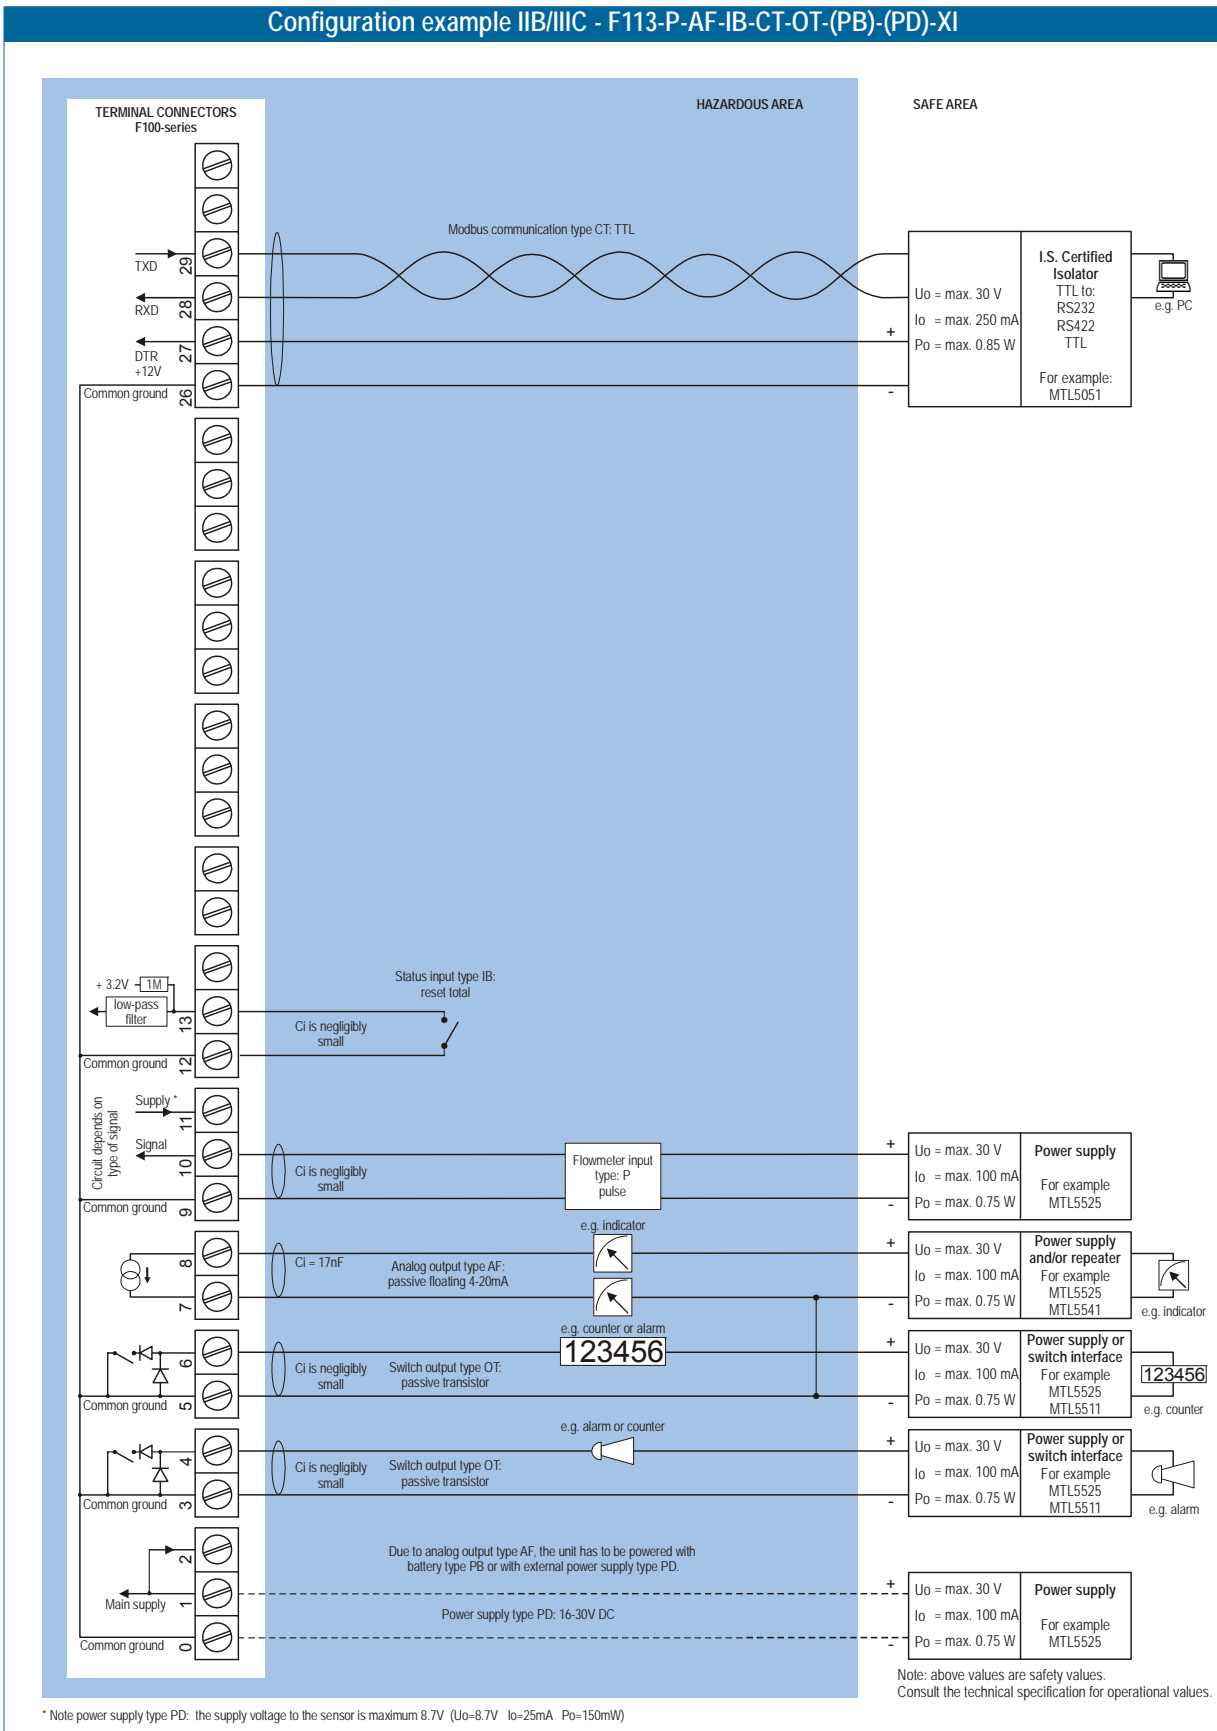 Configuration example IIB/IIIC - F113-P-AF-IB-CT-OT-(PB)-(PD)-XI
TERMINAL CONNECTORS
F100-series
HAZARDOUS AREA
SAFE AREA
Modbus communication type CT: TTL
TXD
29
RXD
28
DTR
+12V
27
Common ground
26
Uo = max. 30 V
Io = max. 250 mA
Po = max. 0.85 W
+
-
I.S. Certified
Isolator
TTL to:
RS232
RS422
TTL
For example:
MTL5051
e.g. PC
+ 3.2V
1M
low-pass
filter
13
Common ground
12
Status input type IB:
reset total
Ci is negligibly
small
Circuit depends on
type of signal
Supply *
11
Signal
10
Common ground
9
Ci is negligibly
small
Flowmeter input
type: P
pulse
+
-
Uo = max. 30 V
Io = max. 100 mA
Po = max. 0.75 W
Power supply
For example
MTL5525
e.g. indicator
8
7
Ci = 17nF
Analog output type AF:
passive floating 4-20mA
+
-
Uo = max. 30 V
Io = max. 100 mA
Po = max. 0.75 W
Power supply
and/or repeater
For example
MTL5525
MTL5541
e.g. indicator
e.g. counter or alarm
123456
6
Common ground
5
Ci is negligibly
small
Switch output type OT:
passive transistor
+
-
Uo = max. 30 V
Io = max. 100 mA
Po = max. 0.75 W
Power supply or
switch interface
For example
MTL5525
MTL5511
123456
e.g. counter
e.g. alarm or counter
4
Common ground
3
Ci is negligibly
small
Switch output type OT:
passive transistor
+
-
Uo = max. 30 V
Io = max. 100 mA
Po = max. 0.75 W
Power supply or
switch interface
For example
MTL5525
MTL5511
e.g. alarm
2
Due to analog output type AF, the unit has to be powered with
battery type PB or with external power supply type PD.
Main supply
1
Power supply type PD: 16-30V DC
Common ground
0
+
-
Uo = max. 30 V
Io = max. 100 mA
Po = max. 0.75 W
Power supply
For example
MTL5525
Note: above values are safety values.
Consult the technical specification for operational values.
* Note power supply type PD: the supply voltage to the sensor is maximum 8.7V (Uo=8.7V Io=25mA Po=150mW)